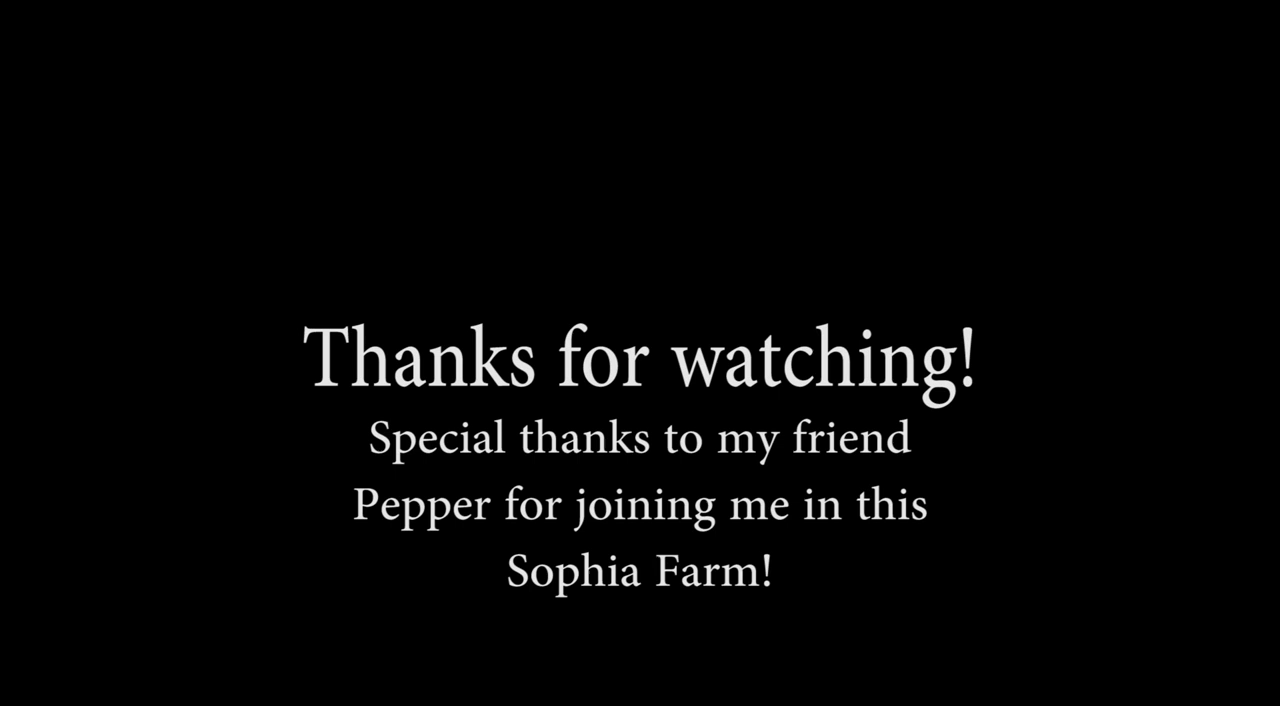 Thanks for watching!
Special thanks to my friend
Pepper for joining me in this
Sophia Farm!